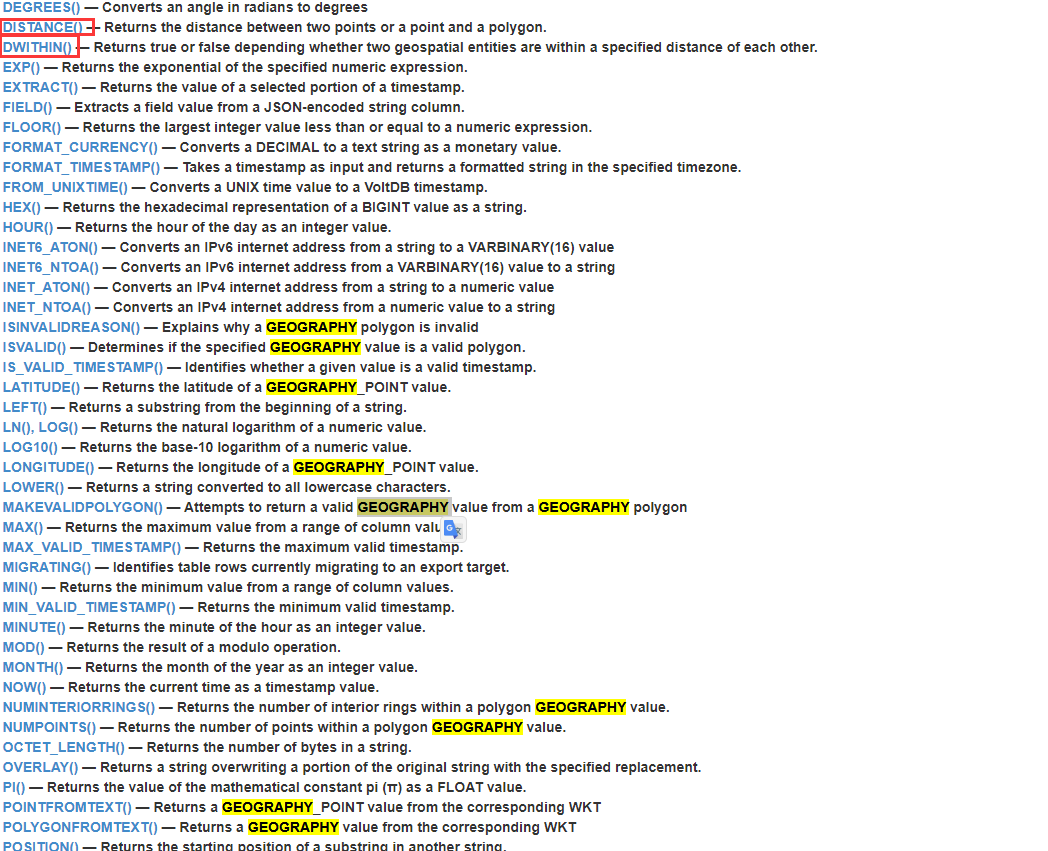 DEGREES() — Converts an angle in radians to degrees
DISTANCE() — Returns the distance between two points or a point and a polygon.
DWITHIN() — Returns true or false depending whether two geospatial entities are within a specified distance of each other.
EXP() — Returns the exponential of the specified numeric expression.
EXTRACT() — Returns the value of a selected portion of a timestamp.
FIELD() — Extracts a field value from a JSON-encoded string column.
FLOOR() — Returns the largest integer value less than or equal to a numeric expression.
FORMAT_CURRENCY() — Converts a DECIMAL to a text string as a monetary value.
FORMAT_TIMESTAMP() — Takes a timestamp as input and returns a formatted string in the specified timezone.
FROM_UNIXTIME() — Converts a UNIX time value to a VoltDB timestamp.
HEX() — Returns the hexadecimal representation of a BIGINT value as a string.
HOUR() — Returns the hour of the day as an integer value.
INET6_ATON() — Converts an IPv6 internet address from a string to a VARBINARY(16) value
INET6_NTOA() — Converts an IPv6 internet address from a VARBINARY(16) value to a string
INET_ATON() — Converts an IPv4 internet address from a string to a numeric value
INET_NTOA() — Converts an IPv4 internet address from a numeric value to a string
ISINVALIDREASON() — Explains why a GEOGRAPHY polygon is invalid
ISVALID() — Determines if the specified GEOGRAPHY value is a valid polygon.
IS_VALID_TIMESTAMP() — Identifies whether a given value is a valid timestamp.
LATITUDE() — Returns the latitude of a GEOGRAPHY_POINT value.
LEFT() — Returns a substring from the beginning of a string.
LN(), LOG() — Returns the natural logarithm of a numeric value.
LOG10() — Returns the base-10 logarithm of a numeric value.
LONGITUDE() — Returns the longitude of a GEOGRAPHY_POINT value.
LOWER() — Returns a string converted to all lowercase characters.
MAKEVALIDPOLYGON() — Attempts to return a valid GEOGRAPHY value from a GEOGRAPHY polygon
MAX() — Returns the maximum value from a range of column valu
MAX_VALID_TIMESTAMP() — Returns the maximum valid timestamp.
MIGRATING() — Identifies table rows currently migrating to an export target.
MIN() — Returns the minimum value from a range of column values.
MIN_VALID_TIMESTAMP() — Returns the minimum valid timestamp.
MINUTE() — Returns the minute of the hour as an integer value.
MOD() — Returns the result of a modulo operation.
MONTH() — Returns the month of the year as an integer value.
NOW() — Returns the current time as a timestamp value.
NUMINTERIORRINGS() — Returns the number of interior rings within a polygon GEOGRAPHY value.
NUMPOINTS() — Returns the number of points within a polygon GEOGRAPHY value.
OCTET_LENGTH() — Returns the number of bytes in a string.
OVERLAY() — Returns a string overwriting a portion of the original string with the specified replacement.
PI() — Returns the value of the mathematical constant pi (π) as a FLOAT value.
POINTFROMTEXT() — Returns a GEOGRAPHY_POINT value from the corresponding WKT
POLYGONFROMTEXT() — Returns a GEOGRAPHY value from the corresponding WKT
POSITION() — Returns the starting position of a substring in another string.